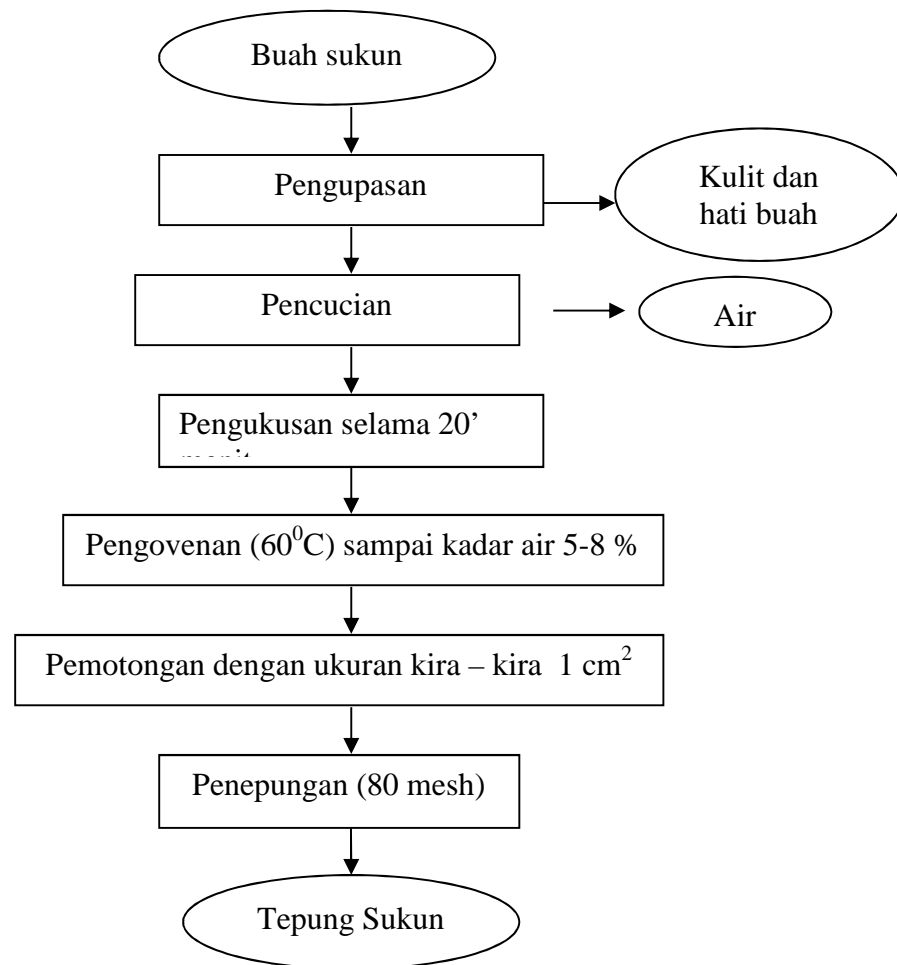 Buah sukun
Pengupasan
Kulit dan
hati buah
Pencucian
Air
Pengukusan selama 20’
Pengovenan (60⁰C) sampai kadar air 5-8 %
Pemotongan dengan ukuran kira – kira 1 cm²
Penepungan (80 mesh)
Tepung Sukun